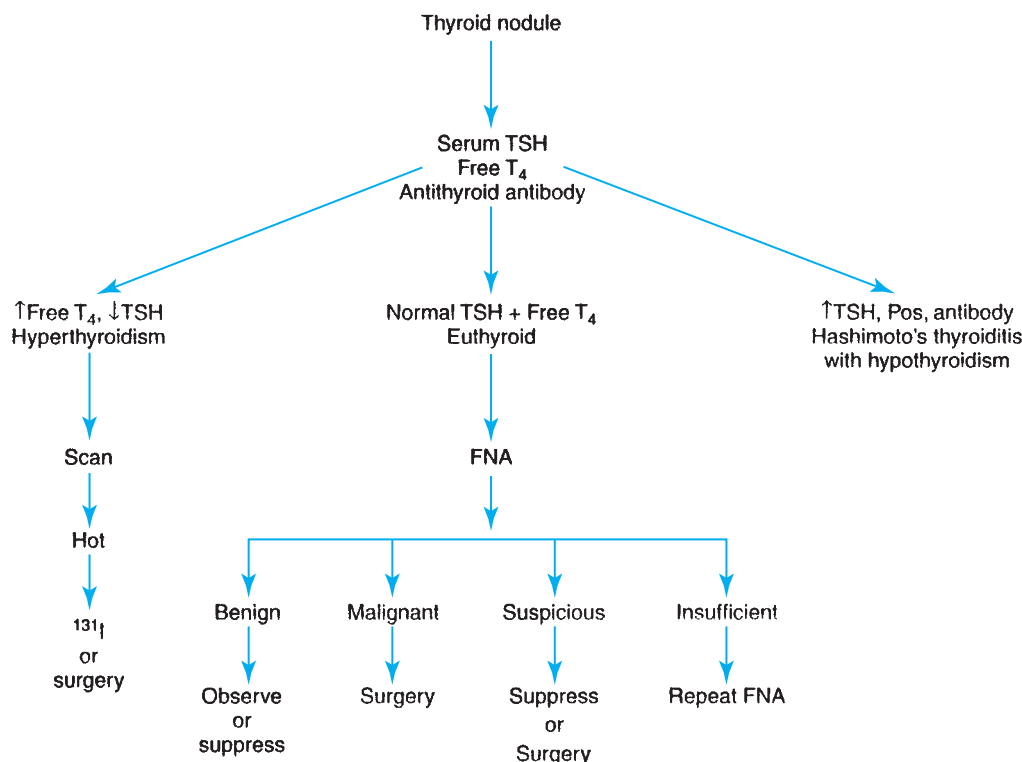 Thyroid nodule
Serum TSH
Free T₄
Antithyroid antibody
↑Free T₄, ↓TSH
Hyperthyroidism
Normal TSH + Free T₄
Euthyroid
↑TSH, Pos, antibody
Hashimoto's thyroiditis
with hypothyroidism
Scan
FNA
Hot
Benign
Malignant
Suspicious
Insufficient
¹³¹I
or
surgery
Observe
or
suppress
Surgery
Suppress
or
Surgery
Repeat FNA